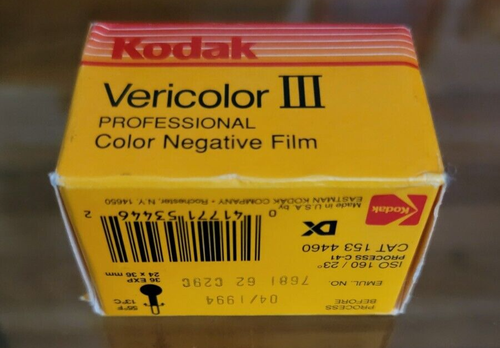 Kodak
Vericolor III
PROFESSIONAL
Color Negative Film
PROCESS
BEFORE
04/1994
55°F
13°C
EMUL. NO.
7681 62 C29C
36 EXP
24 x 36 mm
ISO 160 / 23°
PROCESS C-41
CAT 153 4460
DX
0 41771 53446 2
Kodak
Made in U.S.A. by
EASTMAN KODAK COMPANY • Rochester, N.Y. 14650